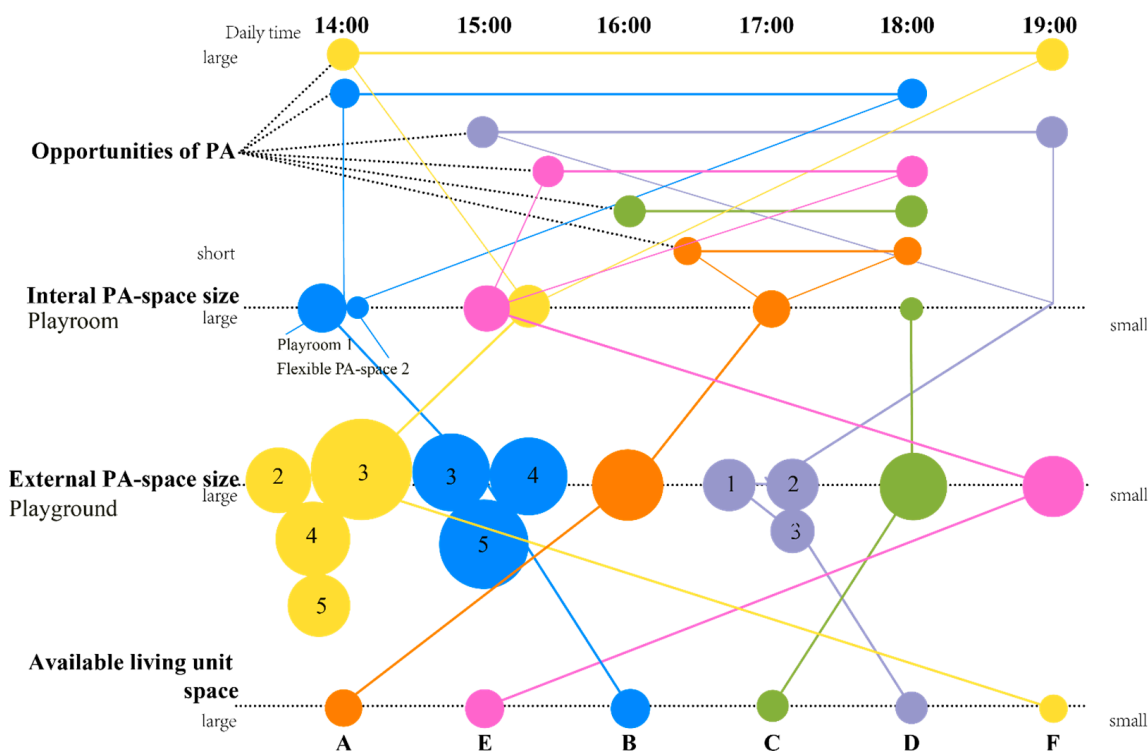 Daily time 14:00 15:00 16:00 17:00 18:00 19:00
large
Opportunities of PA
short
Interal PA-space size
Playroom
large
small
Playroom 1
Flexible PA-space 2
2 3 3 4 1 2
External PA-space size
large
small
Playground
4 5 3
5
Available living unit
space
large
small
A E B C D F